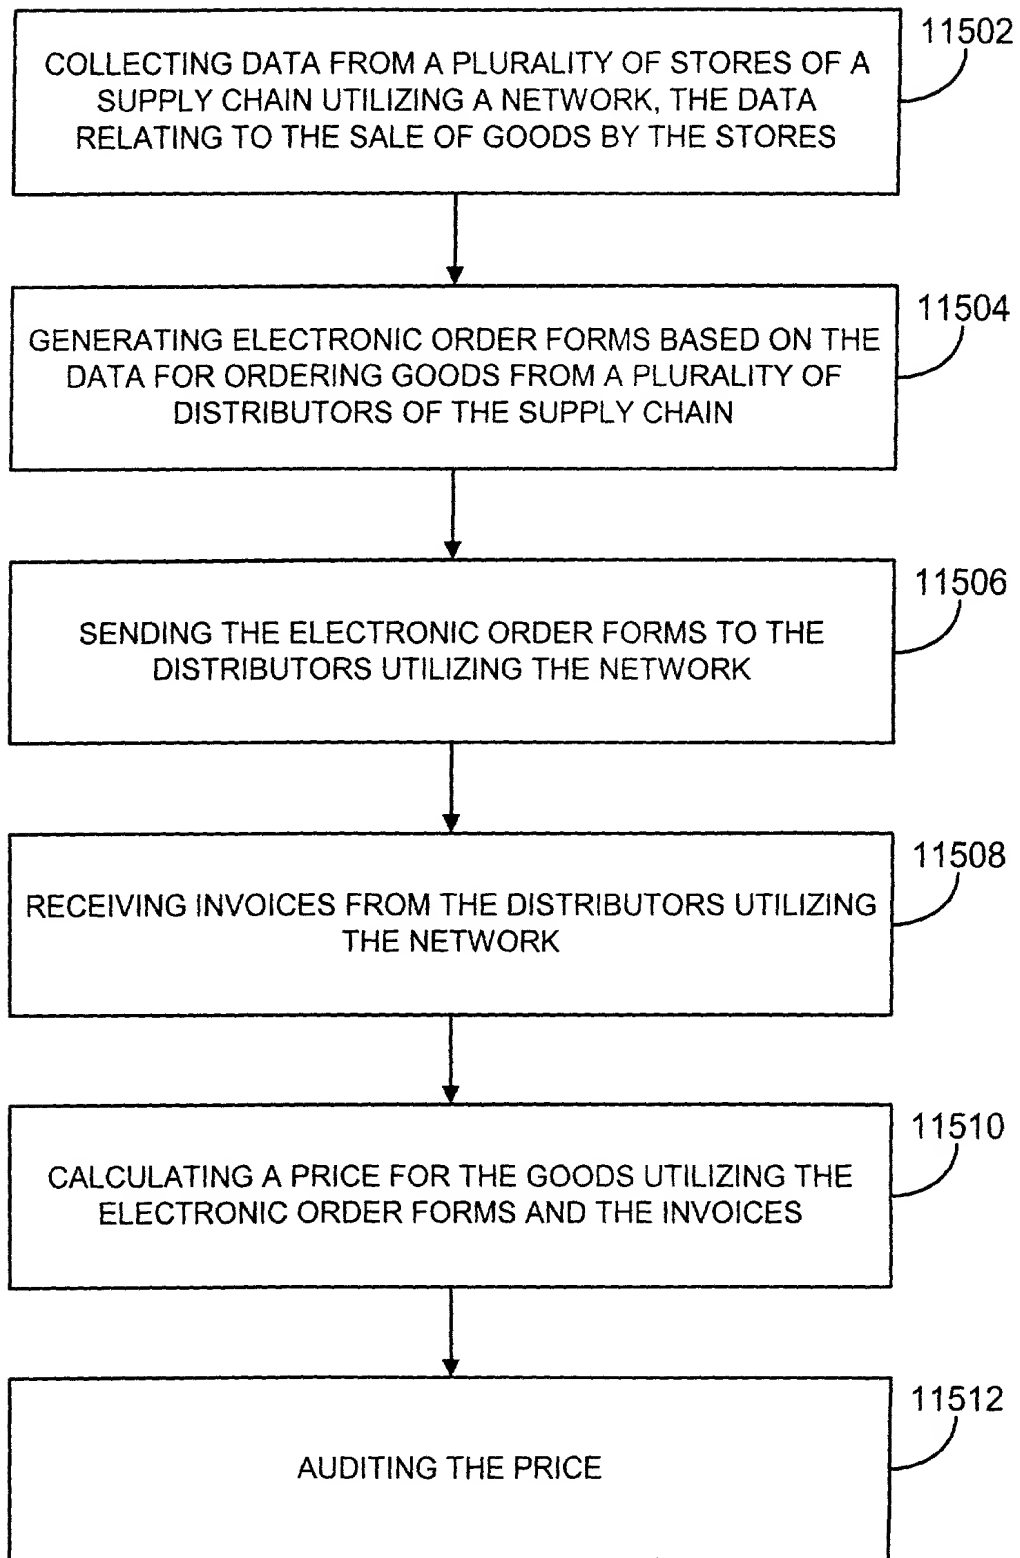 11502
COLLECTING DATA FROM A PLURALITY OF STORES OF A
SUPPLY CHAIN UTILIZING A NETWORK, THE DATA
RELATING TO THE SALE OF GOODS BY THE STORES
11504
GENERATING ELECTRONIC ORDER FORMS BASED ON THE
DATA FOR ORDERING GOODS FROM A PLURALITY OF
DISTRIBUTORS OF THE SUPPLY CHAIN
11506
SENDING THE ELECTRONIC ORDER FORMS TO THE
DISTRIBUTORS UTILIZING THE NETWORK
11508
RECEIVING INVOICES FROM THE DISTRIBUTORS UTILIZING
THE NETWORK
11510
CALCULATING A PRICE FOR THE GOODS UTILIZING THE
ELECTRONIC ORDER FORMS AND THE INVOICES
11512
AUDITING THE PRICE